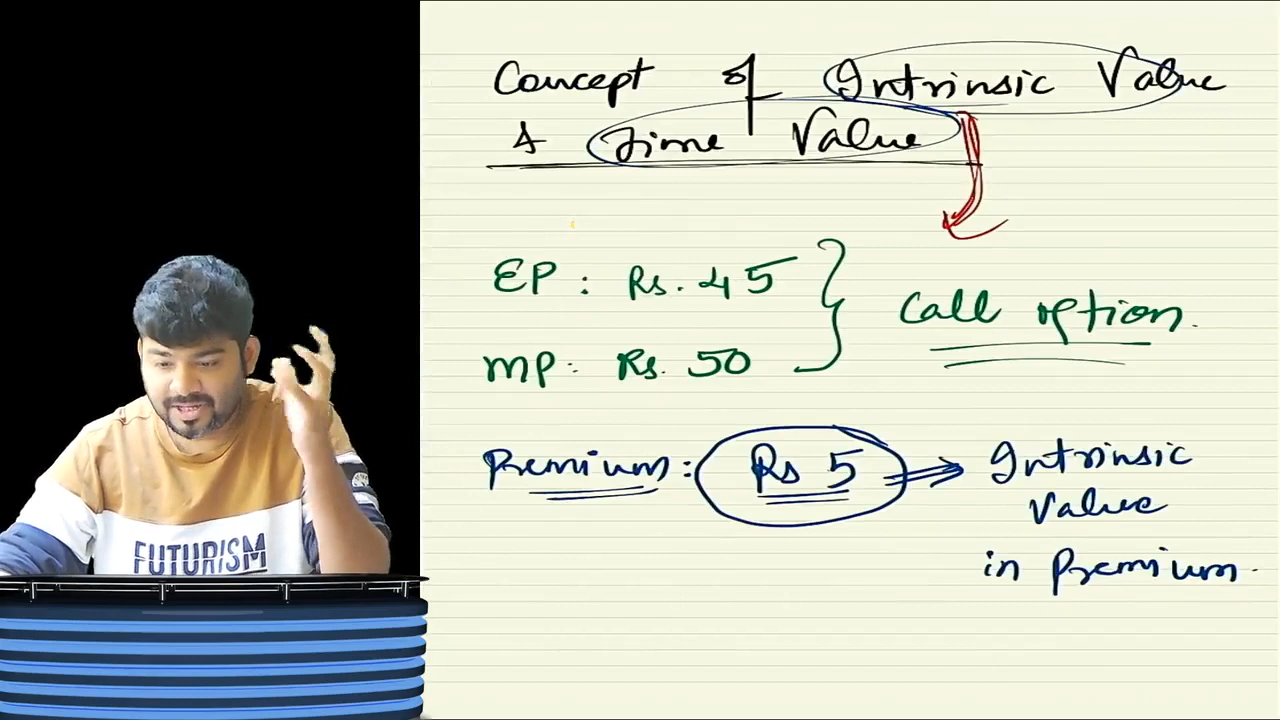 Concept of Intrinsic Value
& Time Value
EP : Rs. 45
MP : Rs. 50
Call option.
Premium : Rs 5 ⇒ Intrinsic
Value
in Premium.
FUTURISM